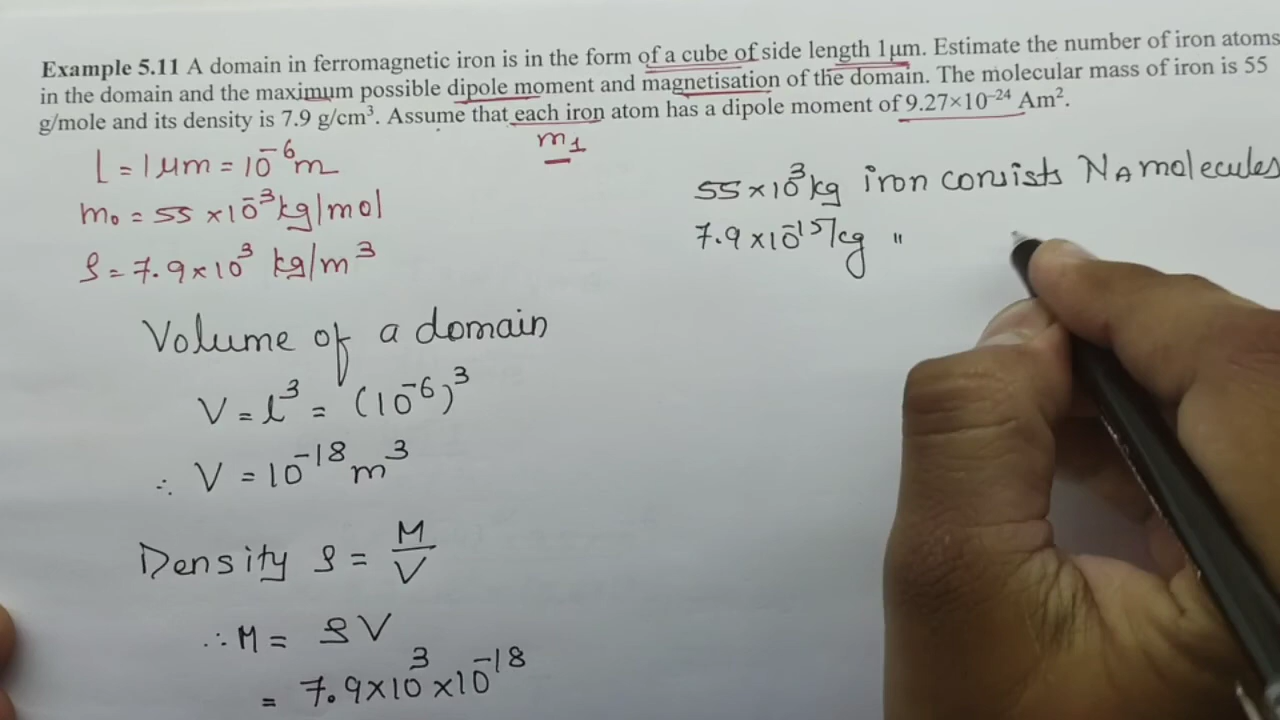 Example 5.11 A domain in ferromagnetic iron is in the form of a cube of side length 1μm. Estimate the number of iron atoms
in the domain and the maximum possible dipole moment and magnetisation of the domain. The molecular mass of iron is 55
g/mole and its density is 7.9 g/cm³. Assume that each iron atom has a dipole moment of 9.27×10⁻²⁴ Am².
m₁
l = 1 μm = 10⁻⁶ m
m₀ = 55 × 10⁻³ kg/mol
ρ = 7.9 × 10³ kg/m³
Volume of a domain
V = l³ = (10⁻⁶)³
∴ V = 10⁻¹⁸ m³
Density ρ = M/V
∴ M = ρV
= 7.9 × 10³ × 10⁻¹⁸
55 × 10³ kg iron consists N_A molecules
7.9 × 10⁻¹⁵ kg "